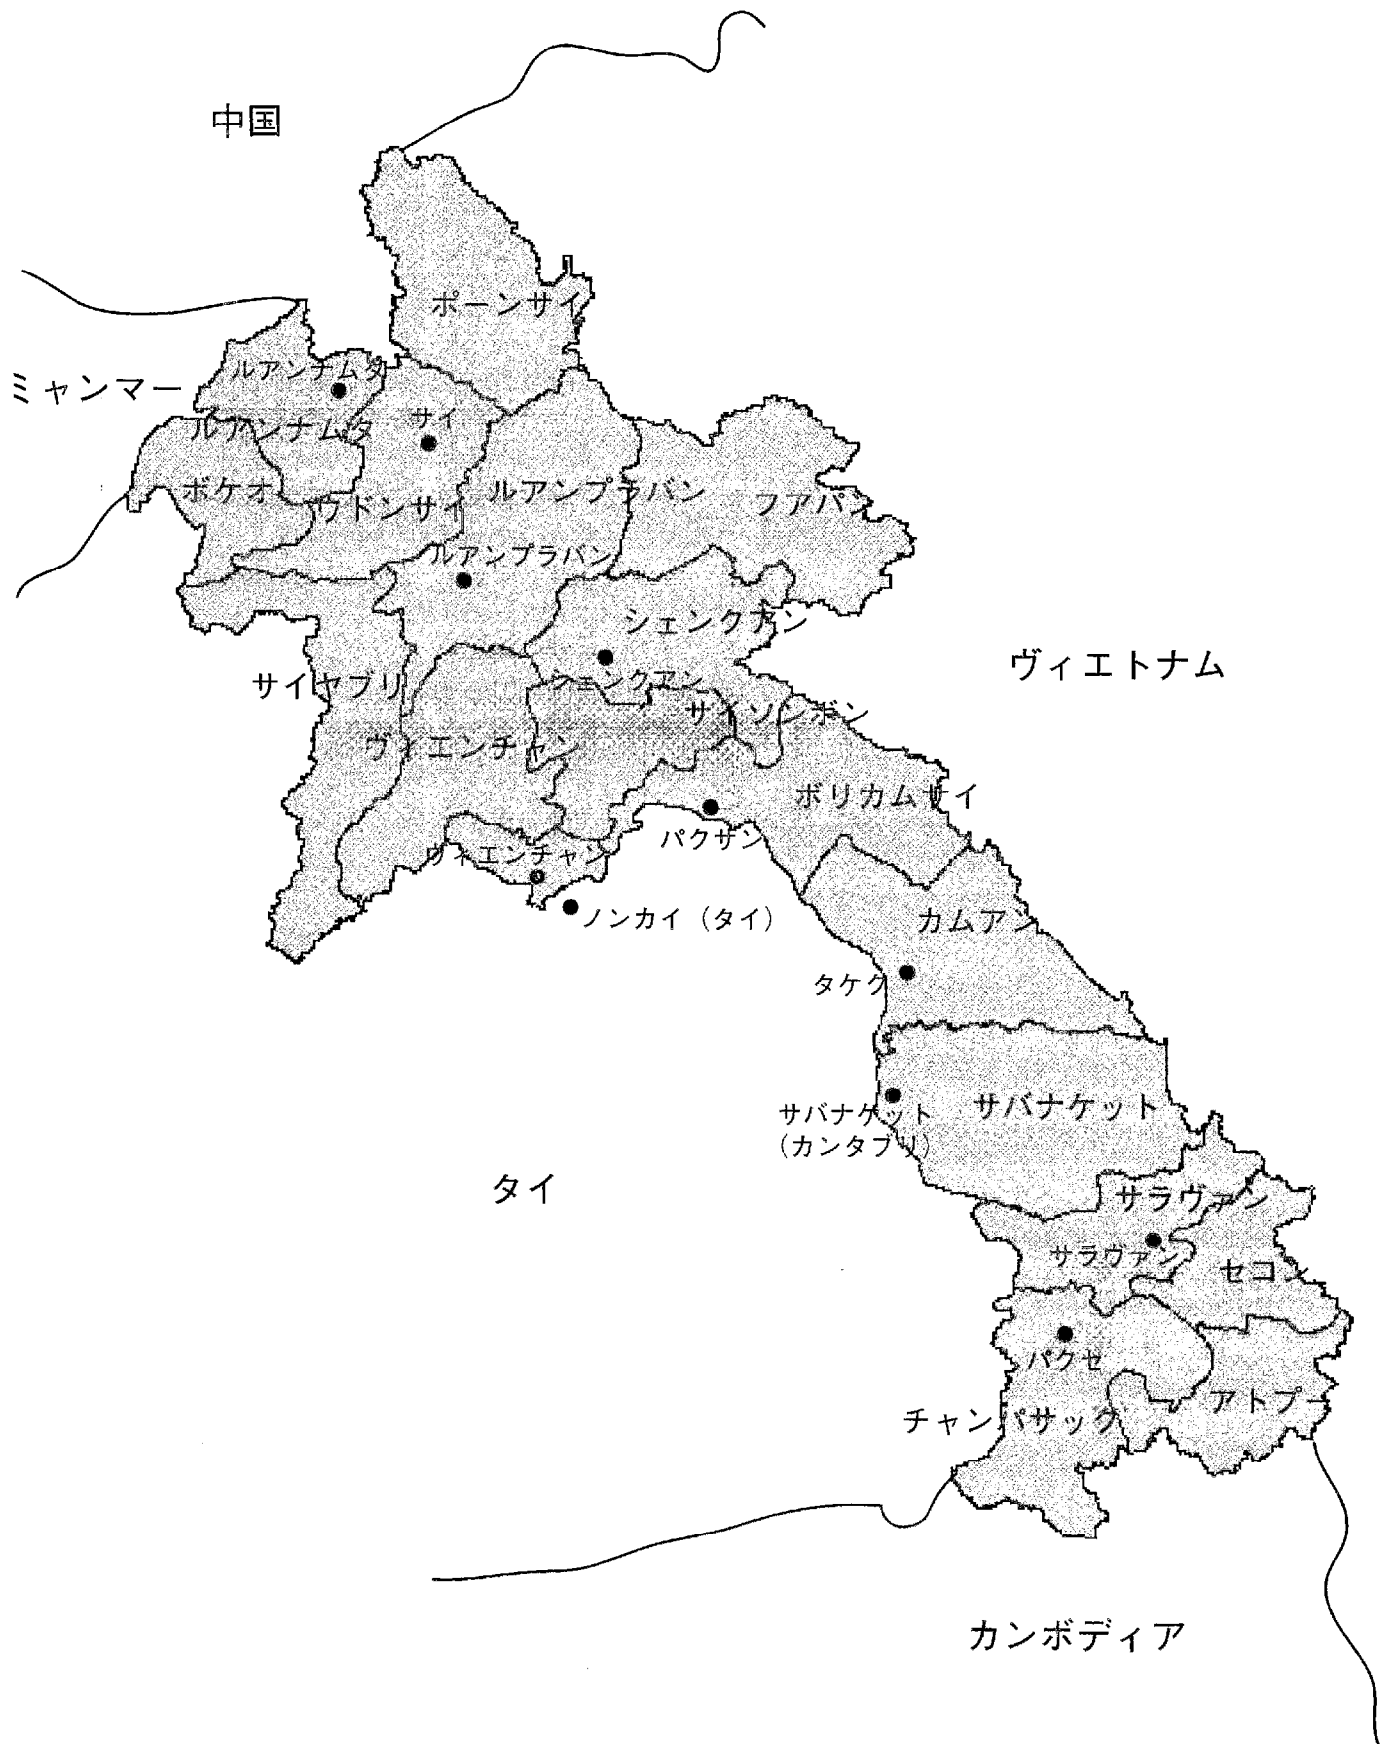 中国
ポーンサイ
ルアンナムタ
ミャンマー
サイ
ルアンナムタ
ボケオ
ウドンサイ
ルアンプラバン
フアパン
ルアンプラバン
シェンクアン
ヴィエトナム
サイヤブリ
シェンクアン
サイソンボン
ヴィエンチャン
ボリカムサイ
パクサン
ヴィエンチャン
ノンカイ（タイ）
カムアン
タケク
サバナケット
サバナケット
（カンタブリ）
タイ
サラヴァン
サラヴァン
セコン
パクセ
アトプー
チャンパサック
カンボディア